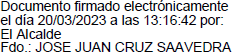 Documento firmado electrónicamente
el día 20/03/2023 a las 13:16:42 por:
El Alcalde
Fdo.: JOSE JUAN CRUZ SAAVEDRA